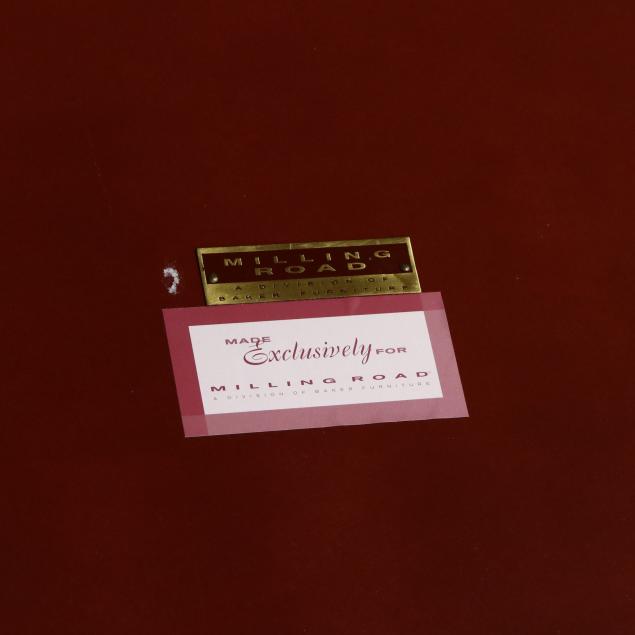 MILLING
ROAD
A DIVISION OF
BAKER FURNITURE
MADE
Exclusively FOR
MILLING ROAD
A DIVISION OF BAKER FURNITURE